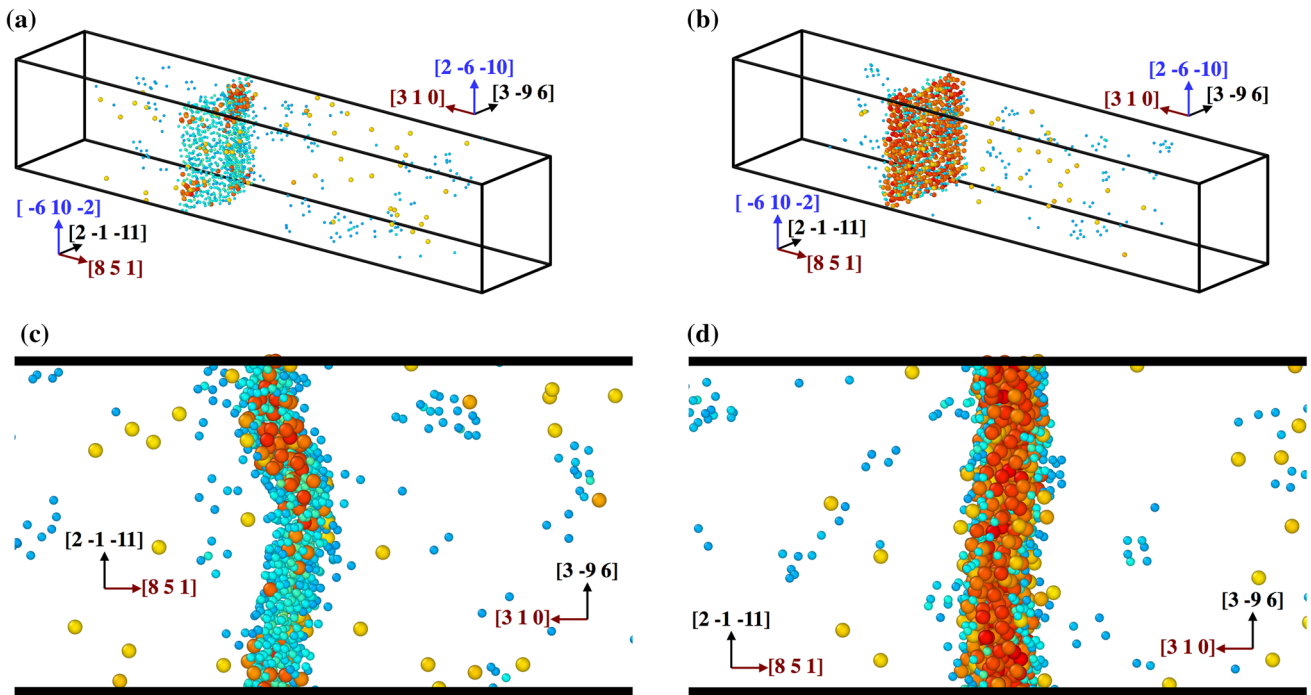 (a)
[2 -6 -10]
[3 1 0]
[3 -9 6]
[ -6 10 -2]
[2 -1 -11]
[8 5 1]
(b)
[2 -6 -10]
[3 1 0]
[3 -9 6]
[ -6 10 -2]
[2 -1 -11]
[8 5 1]
(c)
[2 -1 -11]
[8 5 1]
[3 -9 6]
[3 1 0]
(d)
[2 -1 -11]
[8 5 1]
[3 -9 6]
[3 1 0]